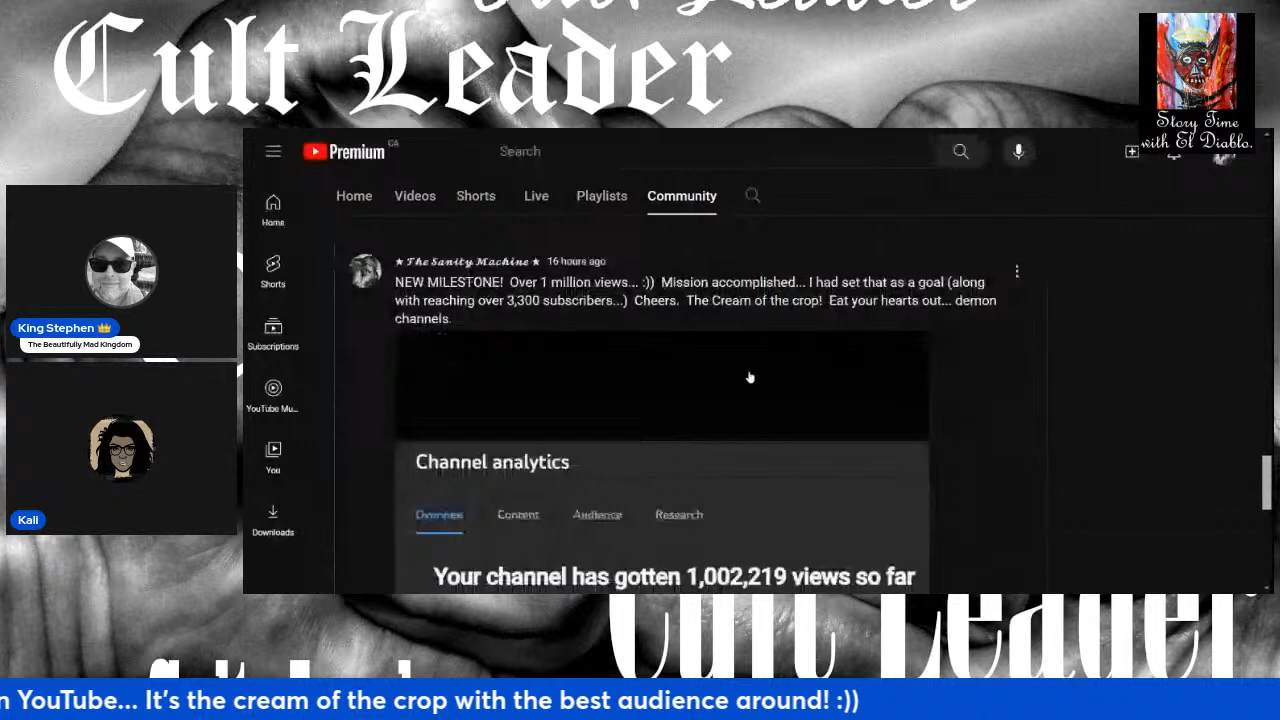 Cult Leader
Cult Leader
Story Time
with El Diablo.
Premium
CA
Search
Home
Videos
Shorts
Live
Playlists
Community
Home
Shorts
Subscriptions
YouTube Mu...
You
Downloads
★ The Sanity Machine ★ 16 hours ago
NEW MILESTONE! Over 1 million views... :)) Mission accomplished... I had set that as a goal (along
with reaching over 3,300 subscribers...) Cheers. The Cream of the crop! Eat your hearts out... demon
channels.
Channel analytics
Overview
Content
Audience
Research
Your channel has gotten 1,002,219 views so far
King Stephen 👑
The Beautifully Mad Kingdom
Kali
Cult Leader
n YouTube... It's the cream of the crop with the best audience around! :))